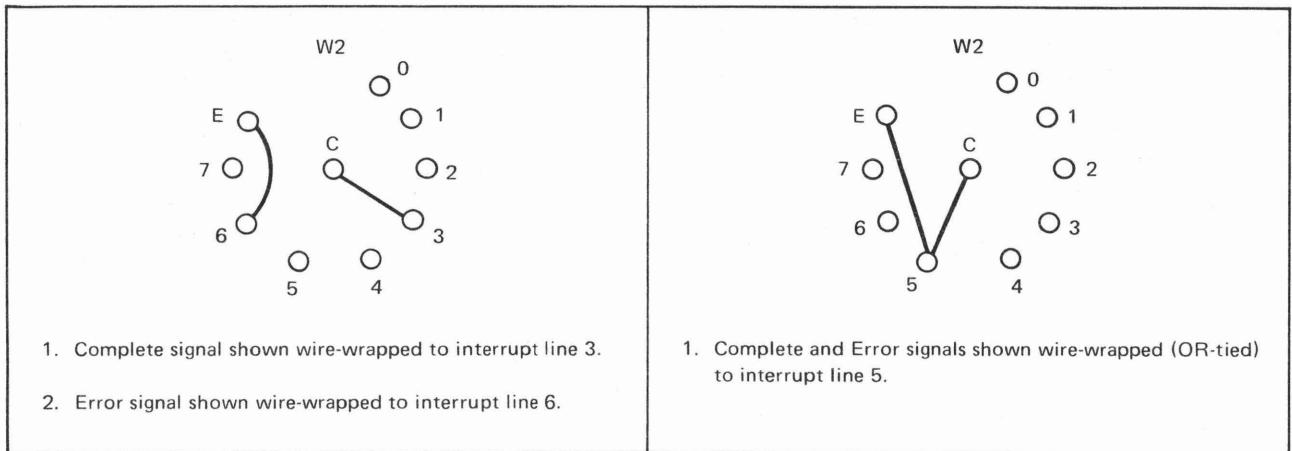 W2
0
1
E
C
7
2
6
3
5
4
1. Complete signal shown wire-wrapped to interrupt line 3.
2. Error signal shown wire-wrapped to interrupt line 6.
W2
0
E
1
C
7
2
6
3
5
4
1. Complete and Error signals shown wire-wrapped (OR-tied)
to interrupt line 5.